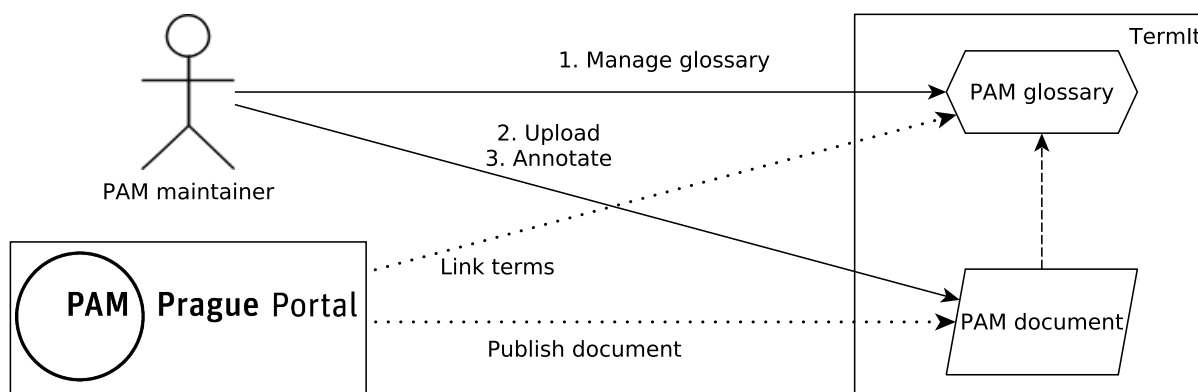 TermIt
1. Manage glossary
PAM glossary
2. Upload
3. Annotate
PAM maintainer
Link terms
PAM Prague Portal
PAM document
Publish document